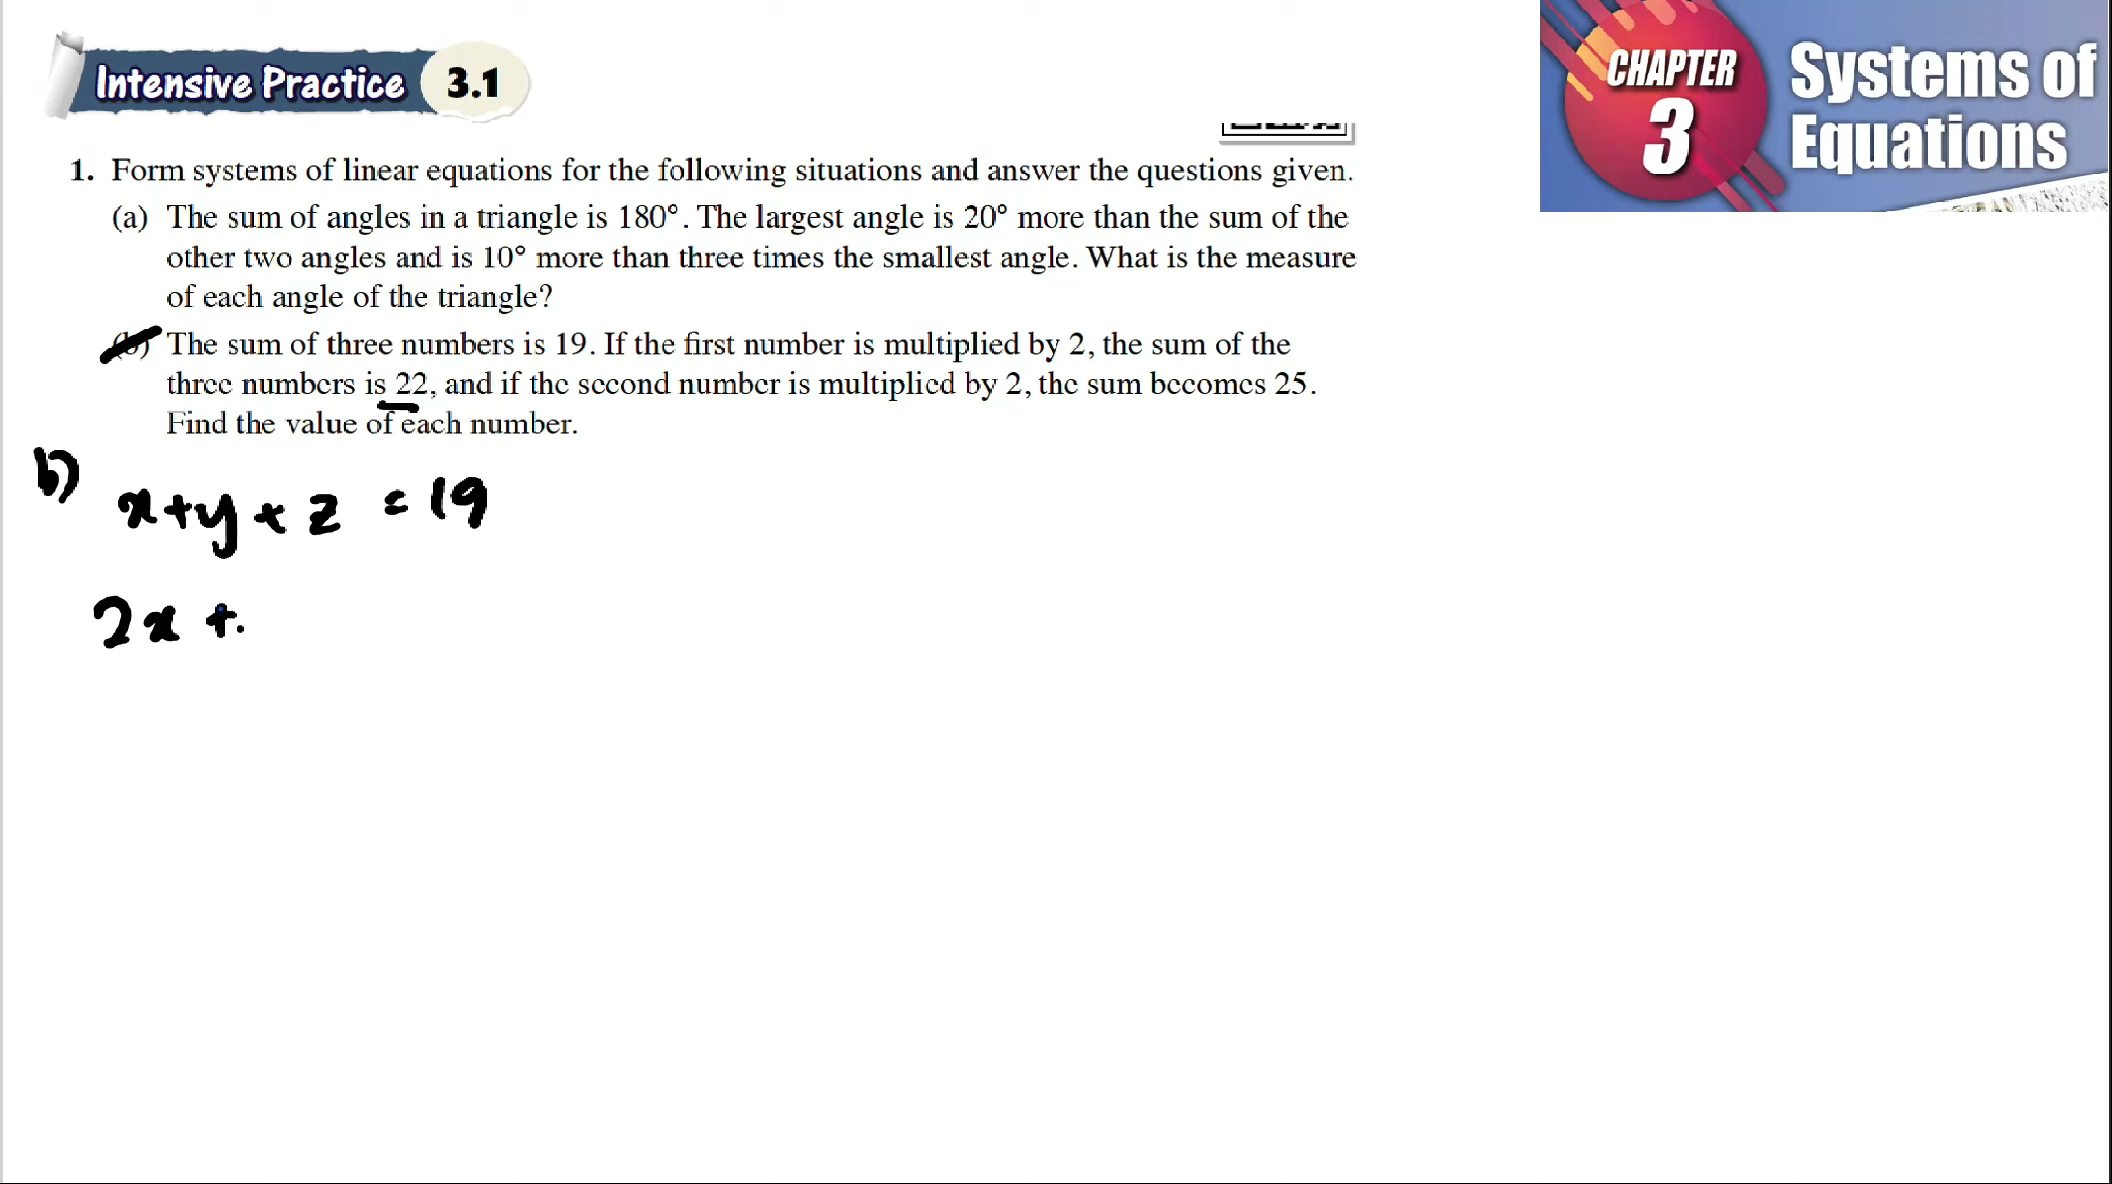 Intensive Practice 3.1
CHAPTER 3
Systems of Equations
1. Form systems of linear equations for the following situations and answer the questions given.
(a) The sum of angles in a triangle is 180°. The largest angle is 20° more than the sum of the
other two angles and is 10° more than three times the smallest angle. What is the measure
of each angle of the triangle?
(b) The sum of three numbers is 19. If the first number is multiplied by 2, the sum of the
three numbers is 22, and if the second number is multiplied by 2, the sum becomes 25.
Find the value of each number.
b)
x+y+z = 19
2x +